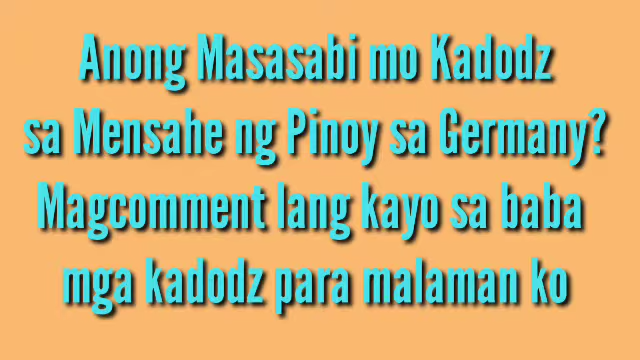 Anong Masasabi mo Kadodz
sa Mensahe ng Pinoy sa Germany?
Magcomment lang kayo sa baba
mga kadodz para malaman ko